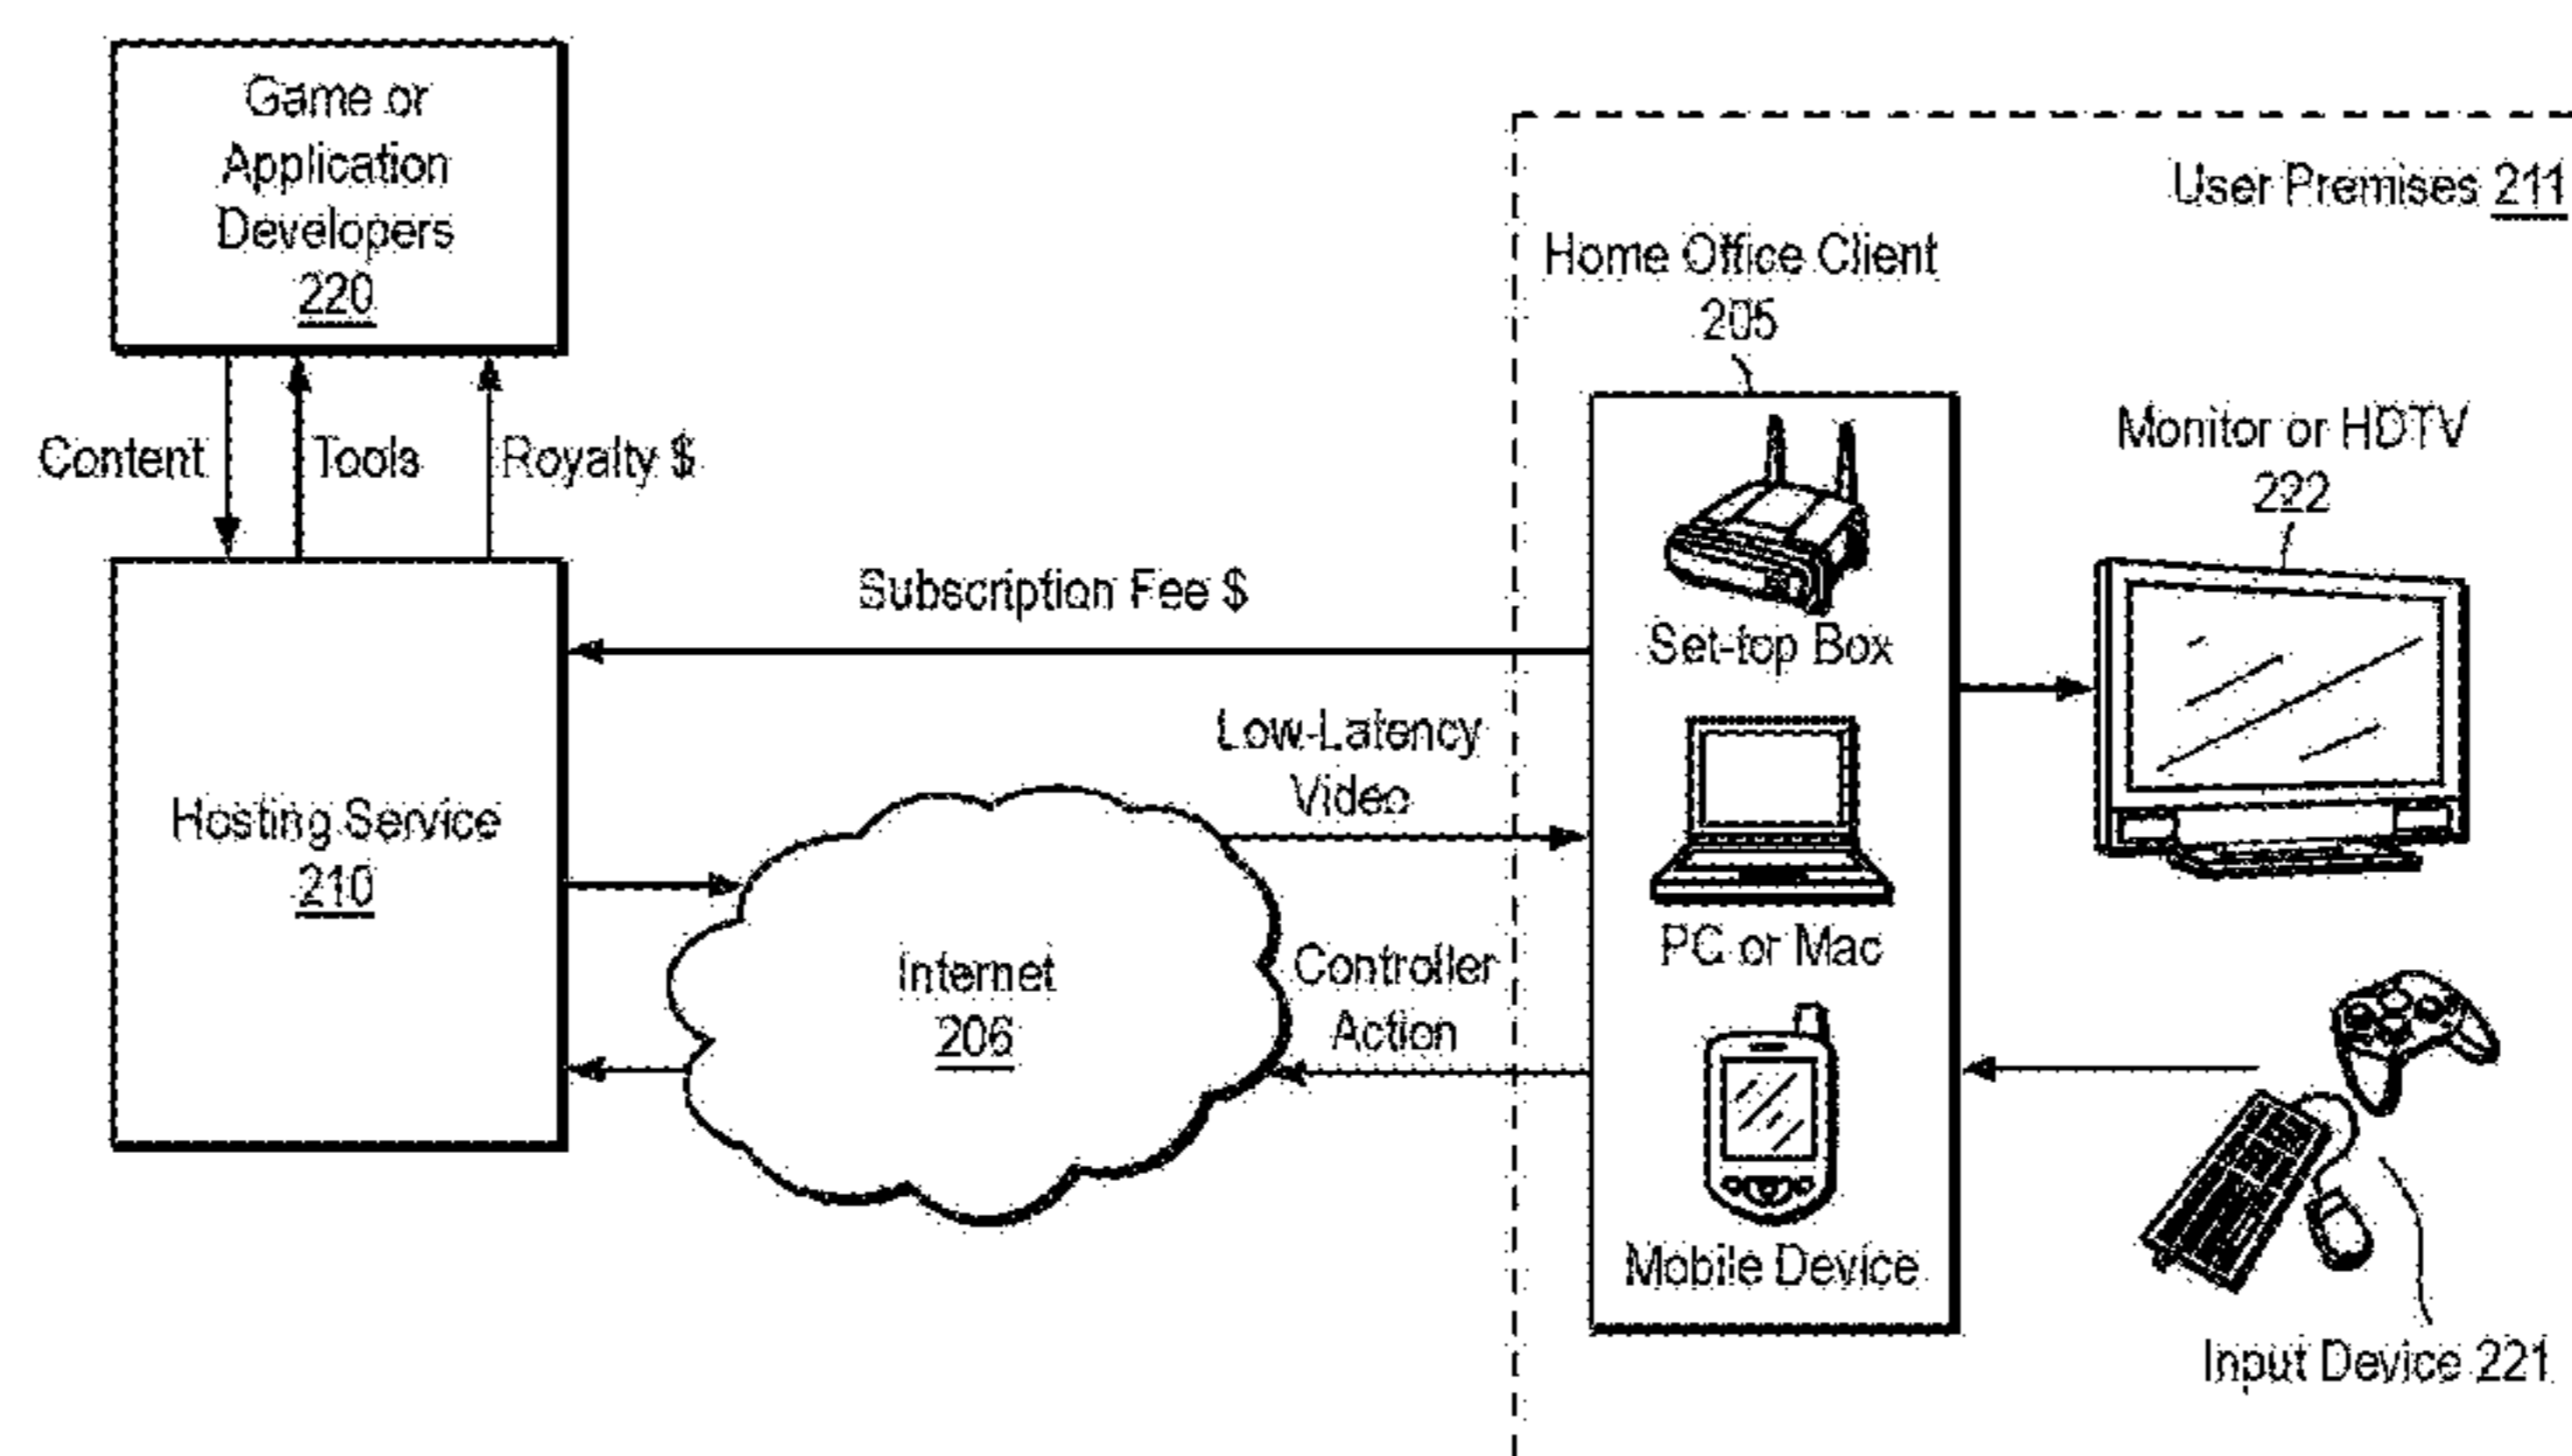 Game or
Application
Developers
220
User Premises 211
Home Office Client
205
Monitor or HDTV
222
Content
Tools
Royalty $
Subscription Fee $
Set-top Box
Low-Latency
Video
Hosting Service
210
PC or Mac
Internet
206
Controller
Action
Mobile Device
Input Device 221